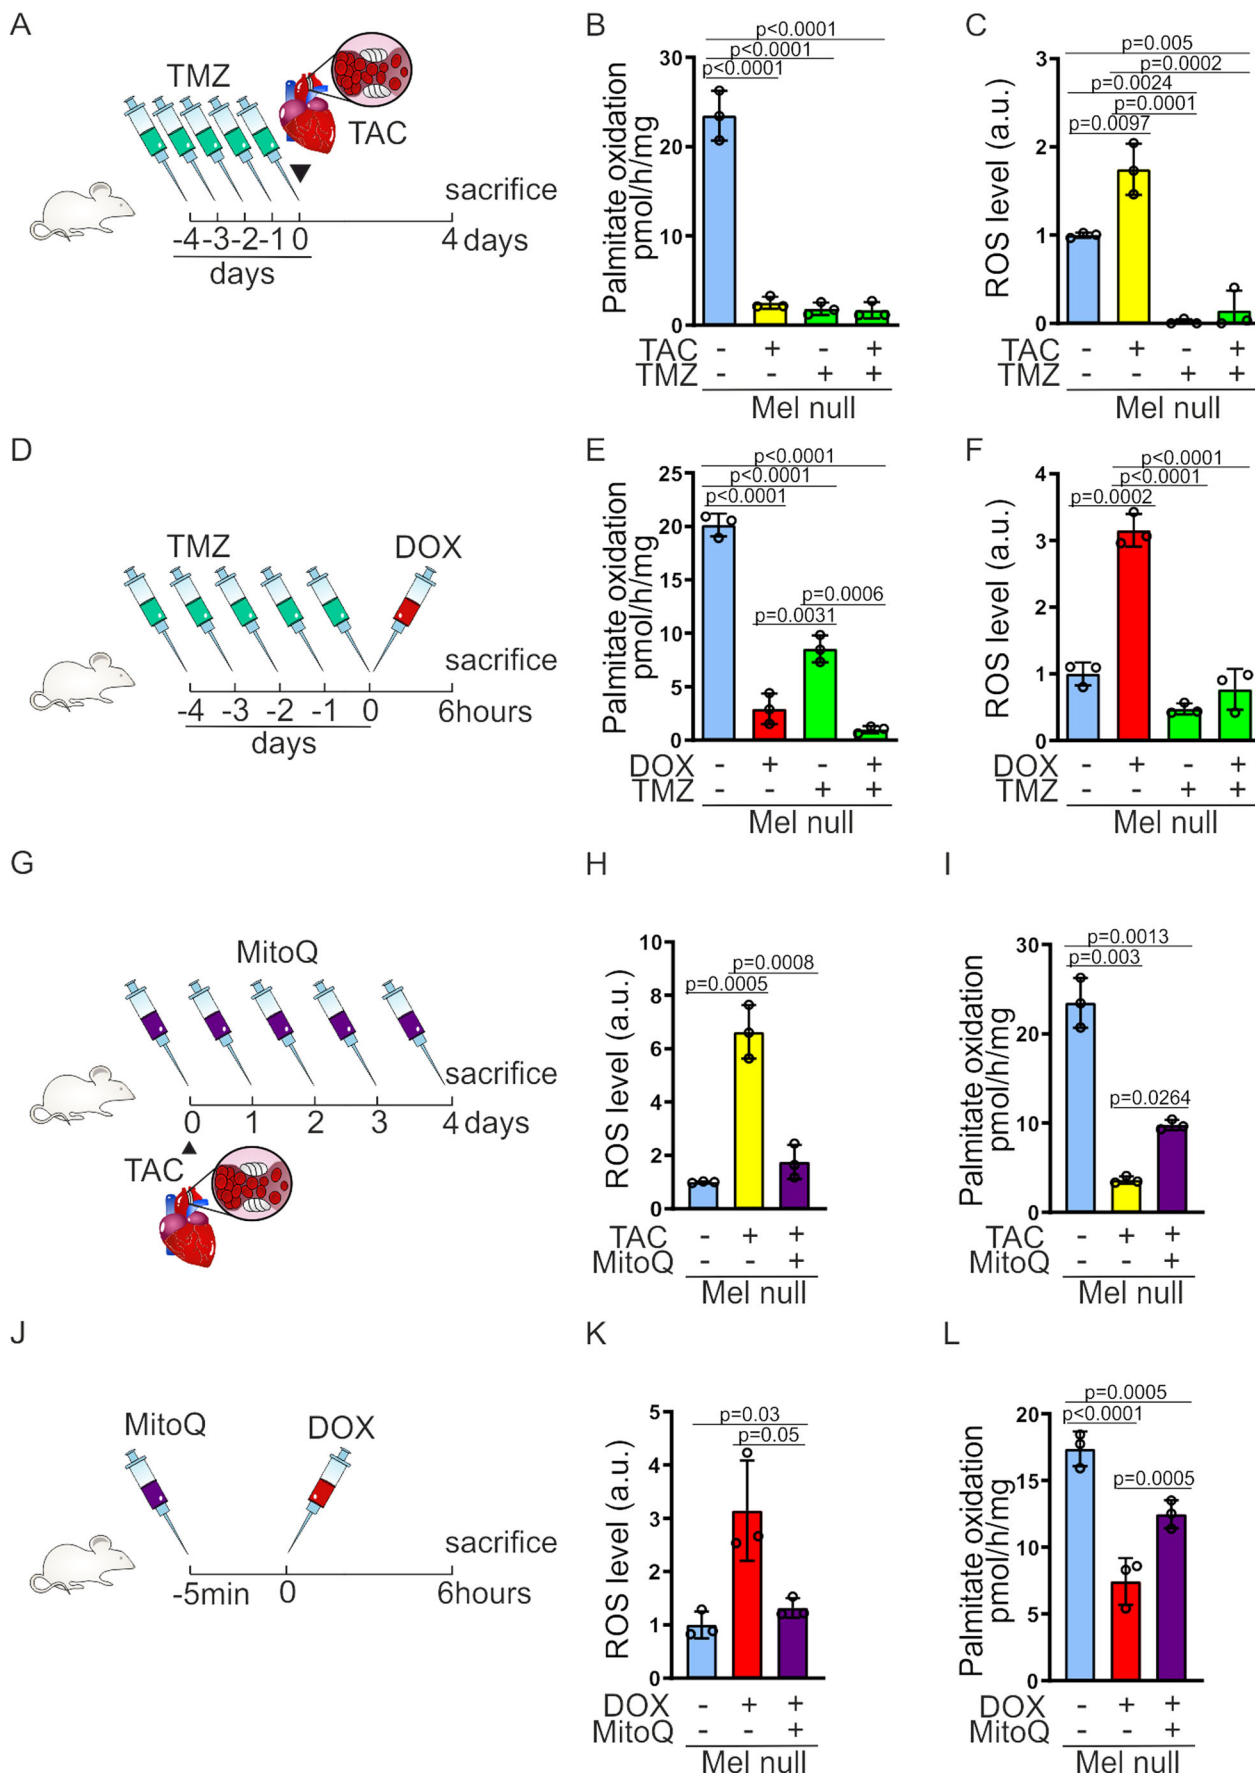 A
TMZ
TAC
sacrifice
-4 -3 -2 -1 0 4 days
days
B
p<0.0001
p<0.0001
p<0.0001
Palmitate oxidation
pmol/h/mg
30
20
10
0
TAC - + - +
TMZ - - + +
Mel null
C
p=0.005
p=0.0002
p=0.0024
p=0.0001
p=0.0097
ROS level (a.u.)
3
2
1
0
TAC - + - +
TMZ - - + +
Mel null
D
TMZ DOX
sacrifice
-4 -3 -2 -1 0 6hours
days
E
p<0.0001
p<0.0001
p<0.0001
p=0.0006
p=0.0031
Palmitate oxidation
pmol/h/mg
25
20
15
10
5
0
DOX - + - +
TMZ - - + +
Mel null
F
p<0.0001
p<0.0001
p=0.0002
ROS level (a.u.)
4
3
2
1
0
DOX - + - +
TMZ - - + +
Mel null
G
MitoQ
sacrifice
0 1 2 3 4 days
TAC
H
p=0.0008
p=0.0005
ROS level (a.u.)
10
8
6
4
2
0
TAC - + +
MitoQ - - +
Mel null
I
p=0.0013
p=0.003
p=0.0264
Palmitate oxidation
pmol/h/mg
30
20
10
0
TAC - + +
MitoQ - - +
Mel null
J
MitoQ DOX
sacrifice
-5min 0 6hours
K
p=0.03
p=0.05
ROS level (a.u.)
5
4
3
2
1
0
DOX - + +
MitoQ - - +
Mel null
L
p=0.0005
p<0.0001
p=0.0005
Palmitate oxidation
pmol/h/mg
20
15
10
5
0
DOX - + +
MitoQ - - +
Mel null